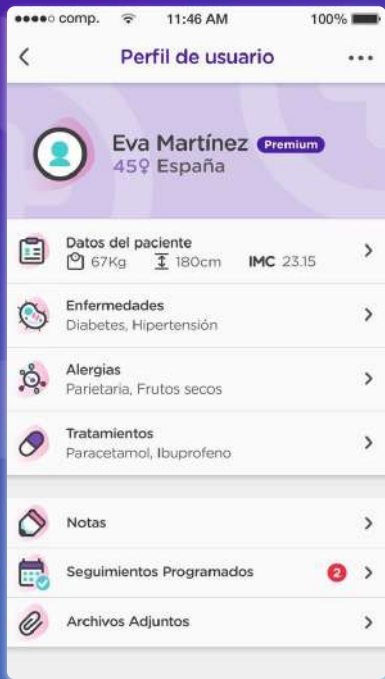 comp. 11:46 AM 100%
Perfil de usuario
Eva Martínez Premium
45♀ España
Datos del paciente
67Kg 180cm IMC 23.15
Enfermedades
Diabetes, Hipertensión
Alergias
Parietaria, Frutos secos
Tratamientos
Paracetamol, Ibuprofeno
Notas
Seguimientos Programados 2
Archivos Adjuntos